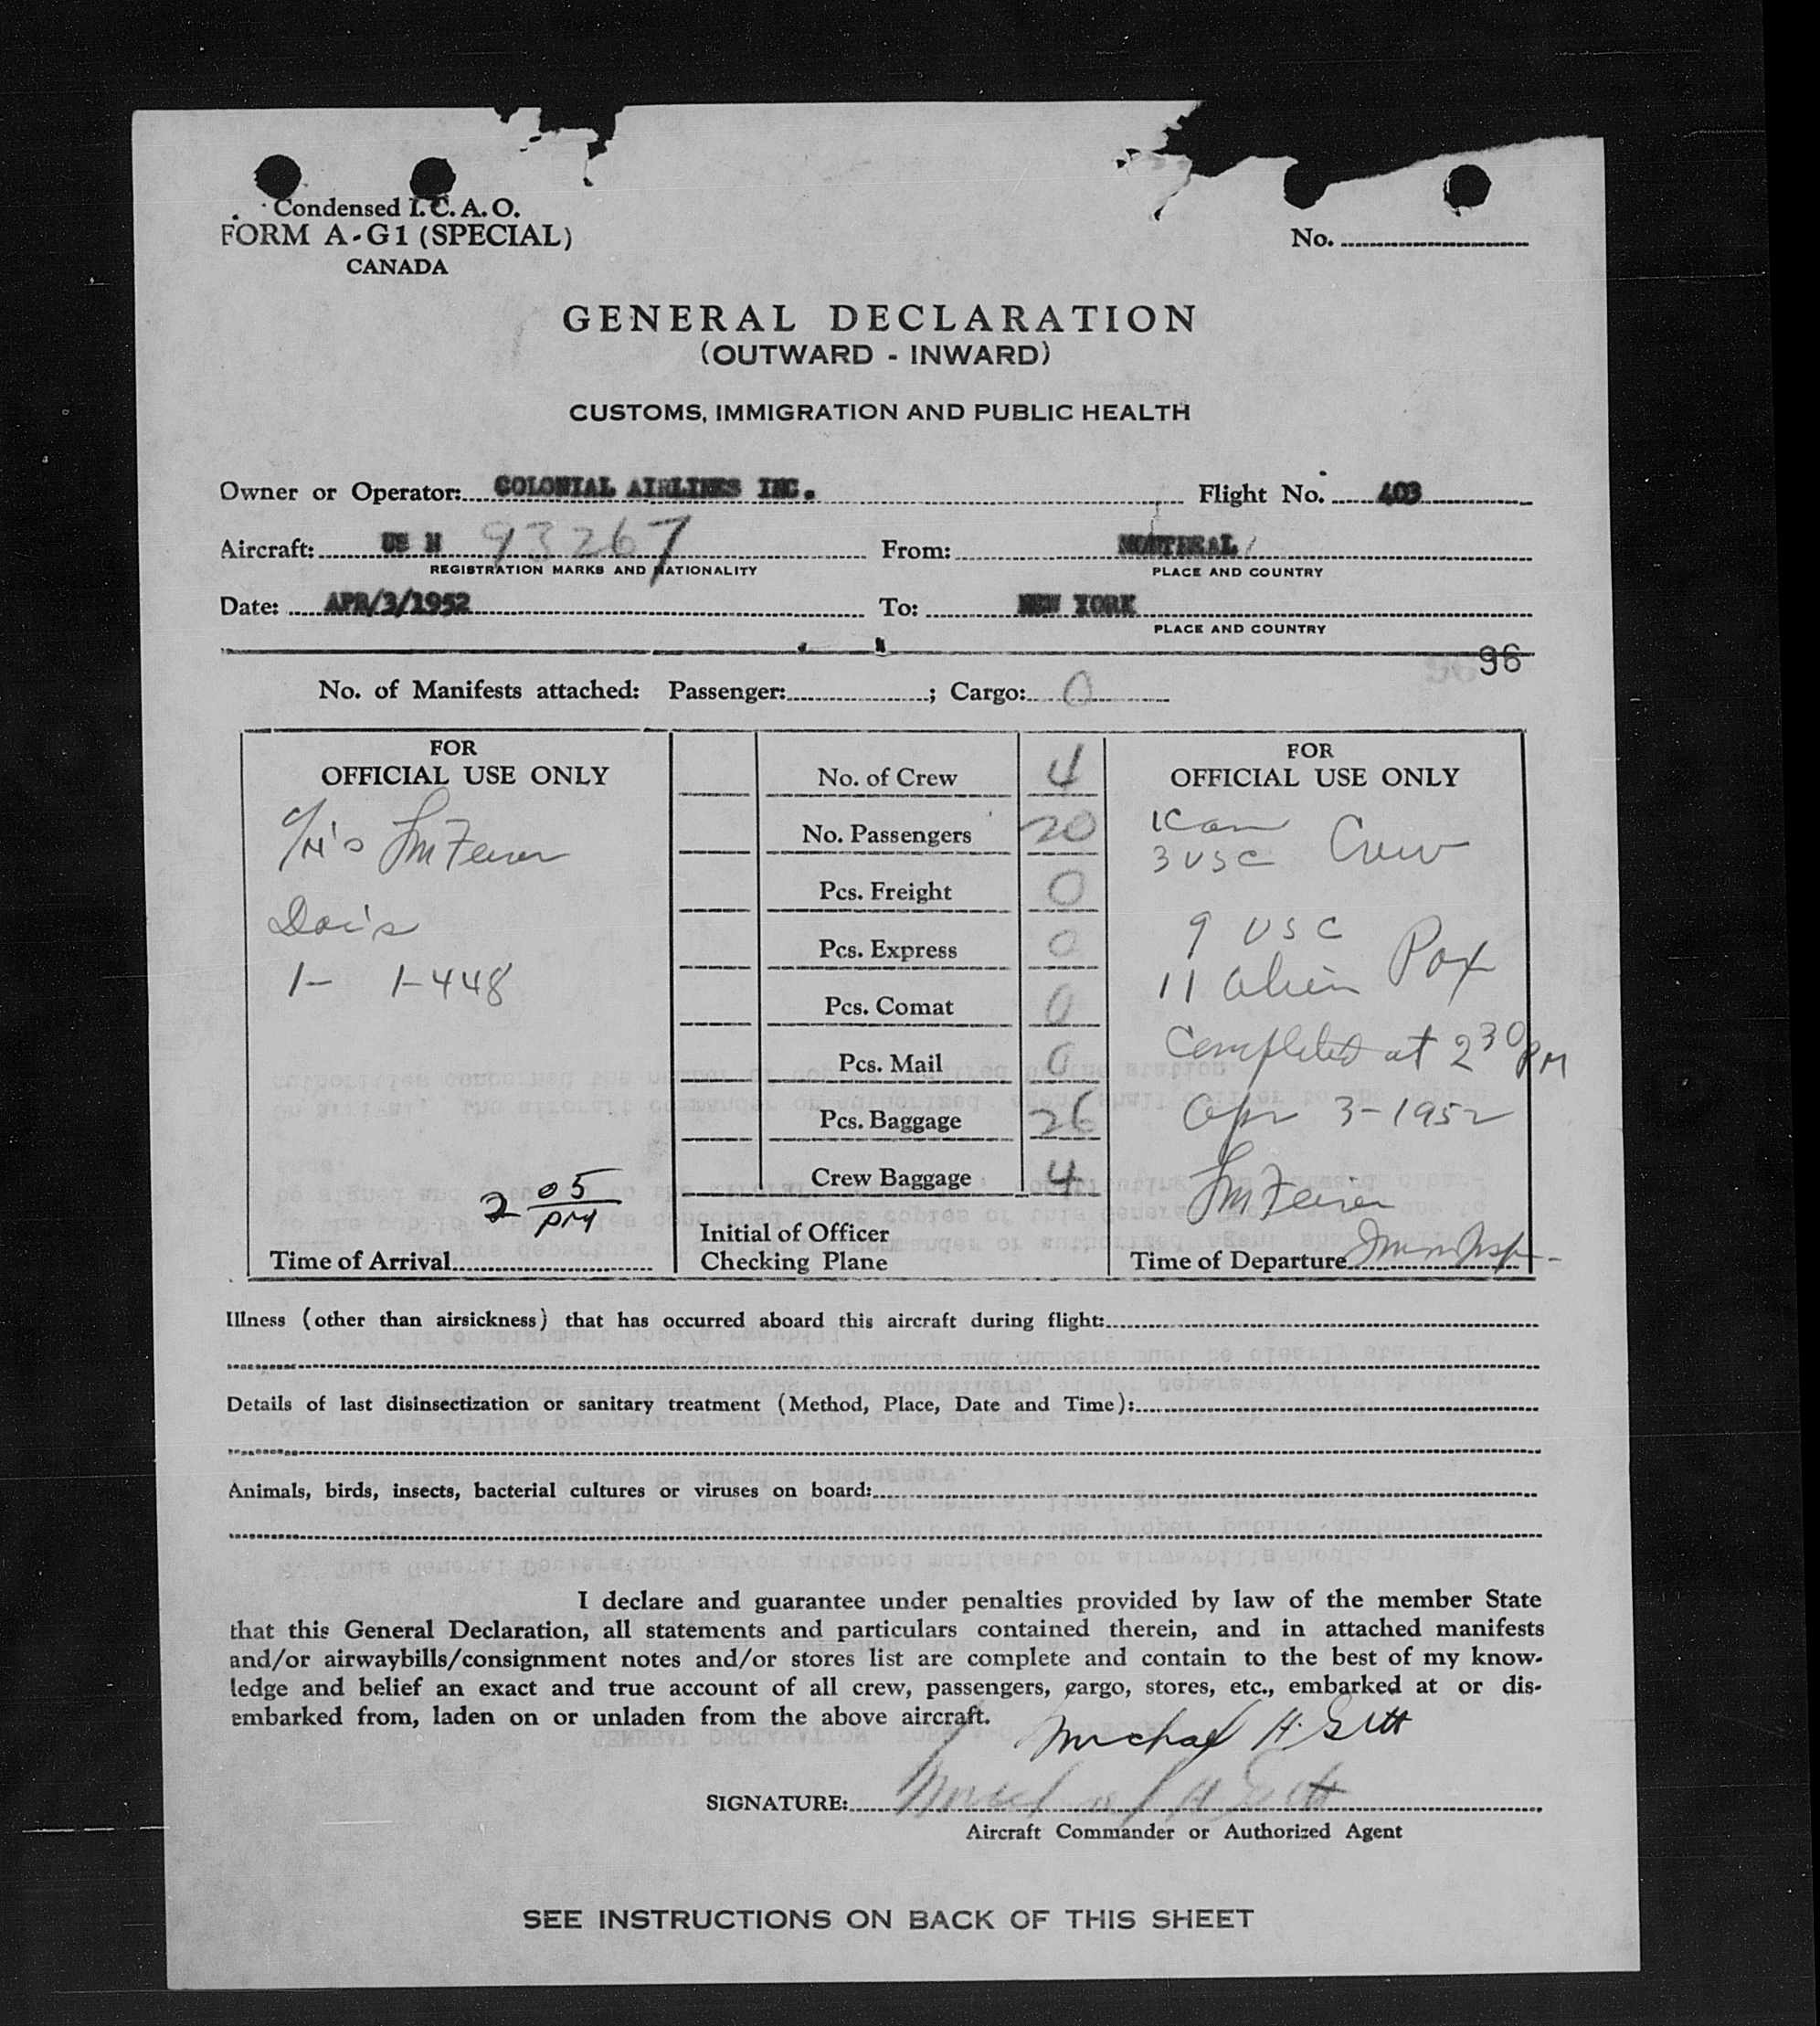 Condensed I. C. A. O.
FORM A-G1 (SPECIAL)
CANADA
No.
GENERAL DECLARATION
(OUTWARD - INWARD)
CUSTOMS, IMMIGRATION AND PUBLIC HEALTH
Owner or Operator: COLONIAL AIRLINES INC. Flight No. 403
Aircraft: US N 93267 From: MONTREAL
REGISTRATION MARKS AND NATIONALITY PLACE AND COUNTRY
Date: APR/3/1952 To: NEW YORK
PLACE AND COUNTRY
96
No. of Manifests attached: Passenger: ; Cargo: 0
FOR
OFFICIAL USE ONLY
Doc's
1- 1-448
2 05
PM
Time of Arrival
No. of Crew 4
No. Passengers 20
Pcs. Freight 0
Pcs. Express 0
Pcs. Comat 0
Pcs. Mail 0
Pcs. Baggage 26
Crew Baggage 4
Initial of Officer
Checking Plane
FOR
OFFICIAL USE ONLY
1 Can
3 USC Crew
9 USC
11 Alien Pax
Completed at 2 30 PM
Apr 3-1952
Time of Departure
Illness (other than airsickness) that has occurred aboard this aircraft during flight:
Details of last disinsectization or sanitary treatment (Method, Place, Date and Time):
Animals, birds, insects, bacterial cultures or viruses on board:
I declare and guarantee under penalties provided by law of the member State
that this General Declaration, all statements and particulars contained therein, and in attached manifests
and/or airwaybills/consignment notes and/or stores list are complete and contain to the best of my know-
ledge and belief an exact and true account of all crew, passengers, cargo, stores, etc., embarked at or dis-
embarked from, laden on or unladen from the above aircraft.
Michael H.
SIGNATURE: Michael H
Aircraft Commander or Authorized Agent
SEE INSTRUCTIONS ON BACK OF THIS SHEET